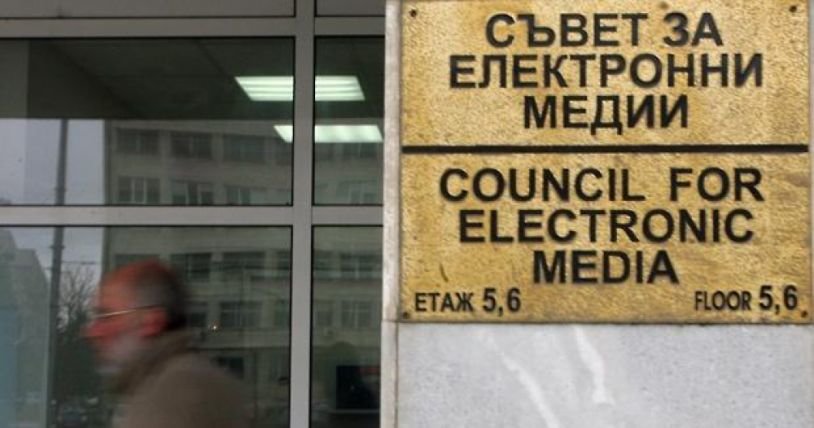 СЪВЕТ ЗА
ЕЛЕКТРОННИ
МЕДИИ
COUNCIL FOR
ELECTRONIC
MEDIA
ЕТАЖ 5,6 FLOOR 5,6